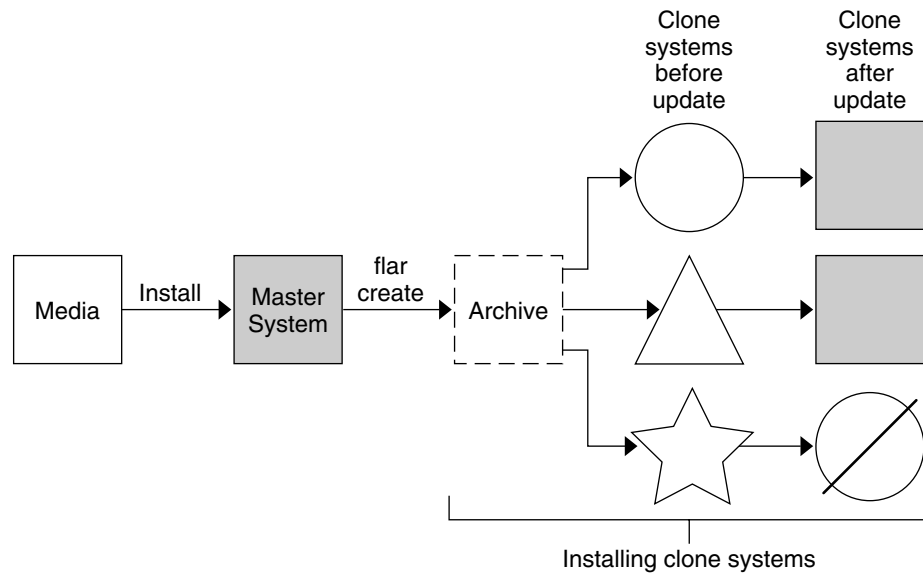 Clone
systems
before
update
Clone
systems
after
update
Media
Install
Master
System
flar
create
Archive
Installing clone systems